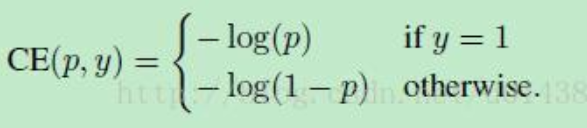 CE(p, y) = { − log(p) if y = 1
− log(1 − p) otherwise.